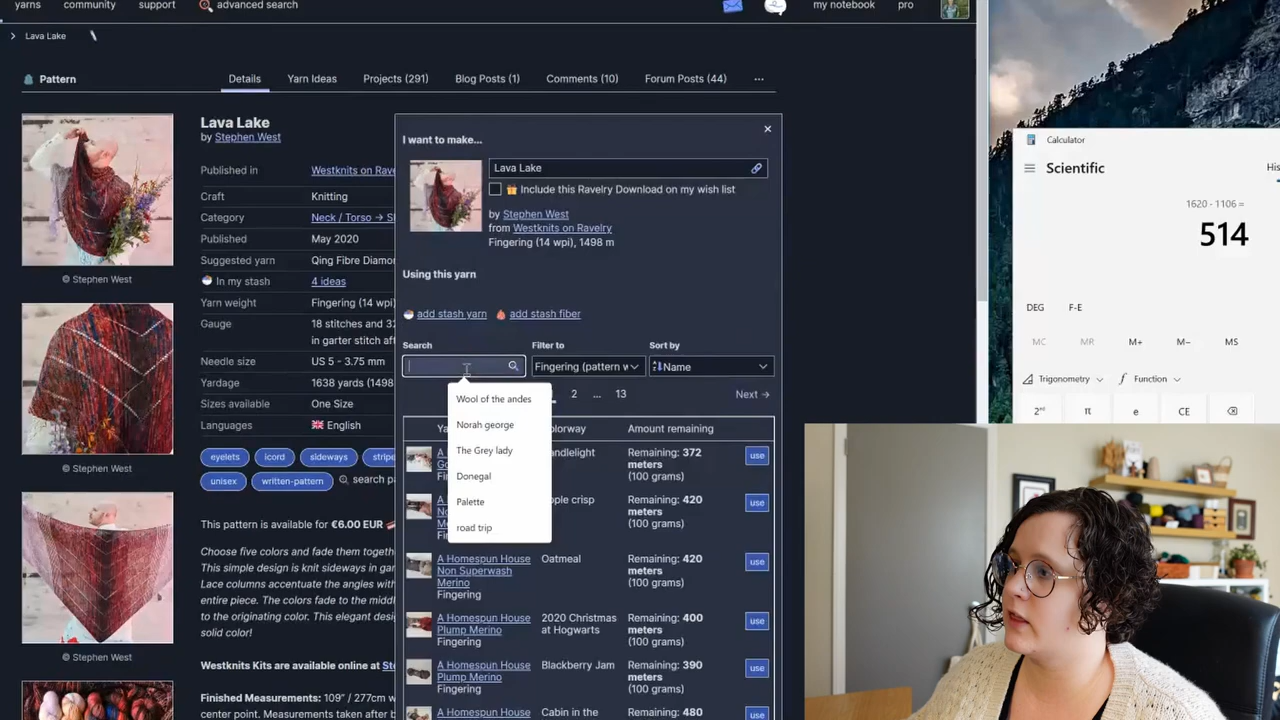 yarns community support advanced search my notebook pro
Lava Lake
Pattern
Details Yarn Ideas Projects (291) Blog Posts (1) Comments (10) Forum Posts (44) ...
Lava Lake
by Stephen West
Published in Westknits on Rave
Craft Knitting
Category Neck / Torso → S
Published May 2020
Suggested yarn Qing Fibre Diamo
In my stash 4 ideas
Yarn weight Fingering (14 wpi)
Gauge 18 stitches and 32
in garter stitch af
Needle size US 5 - 3.75 mm
Yardage 1638 yards (1498
Sizes available One Size
Languages English
eyelets icord sideways stripe
unisex written-pattern search p
This pattern is available for €6.00 EUR
Choose five colors and fade them togeth
This simple design is knit sideways in gar
Lace columns accentuate the angles with
entire piece. The colors fade to the middl
to the originating color. This elegant desig
solid color!
Westknits Kits are available online at St
Finished Measurements: 109" / 277cm w
center point. Measurements taken after b
© Stephen West
© Stephen West
© Stephen West
I want to make...
Lava Lake
Include this Ravelry Download on my wish list
by Stephen West
from Westknits on Ravelry
Fingering (14 wpi), 1498 m
Using this yarn
add stash yarn add stash fiber
Search Filter to Sort by
Fingering (pattern w Name
2 ... 13 Next →
Wool of the andes
Norah george
The Grey lady
Donegal
Palette
road trip
Amount remaining
ndlelight Remaining: 372
meters
(100 grams) use
ple crisp Remaining: 420
meters
(100 grams) use
A Homespun House
Non Superwash
Merino
Fingering Oatmeal Remaining: 420
meters
(100 grams) use
A Homespun House
Plump Merino
Fingering 2020 Christmas
at Hogwarts Remaining: 400
meters
(100 grams) use
A Homespun House
Plump Merino
Fingering Blackberry Jam Remaining: 390
meters
(100 grams) use
A Homespun House Cabin in the Remaining: 480 use
Calculator
Scientific His
1620 - 1106 =
514
DEG F-E
MC MR M+ M− MS
Trigonometry Function
2nd π e CE